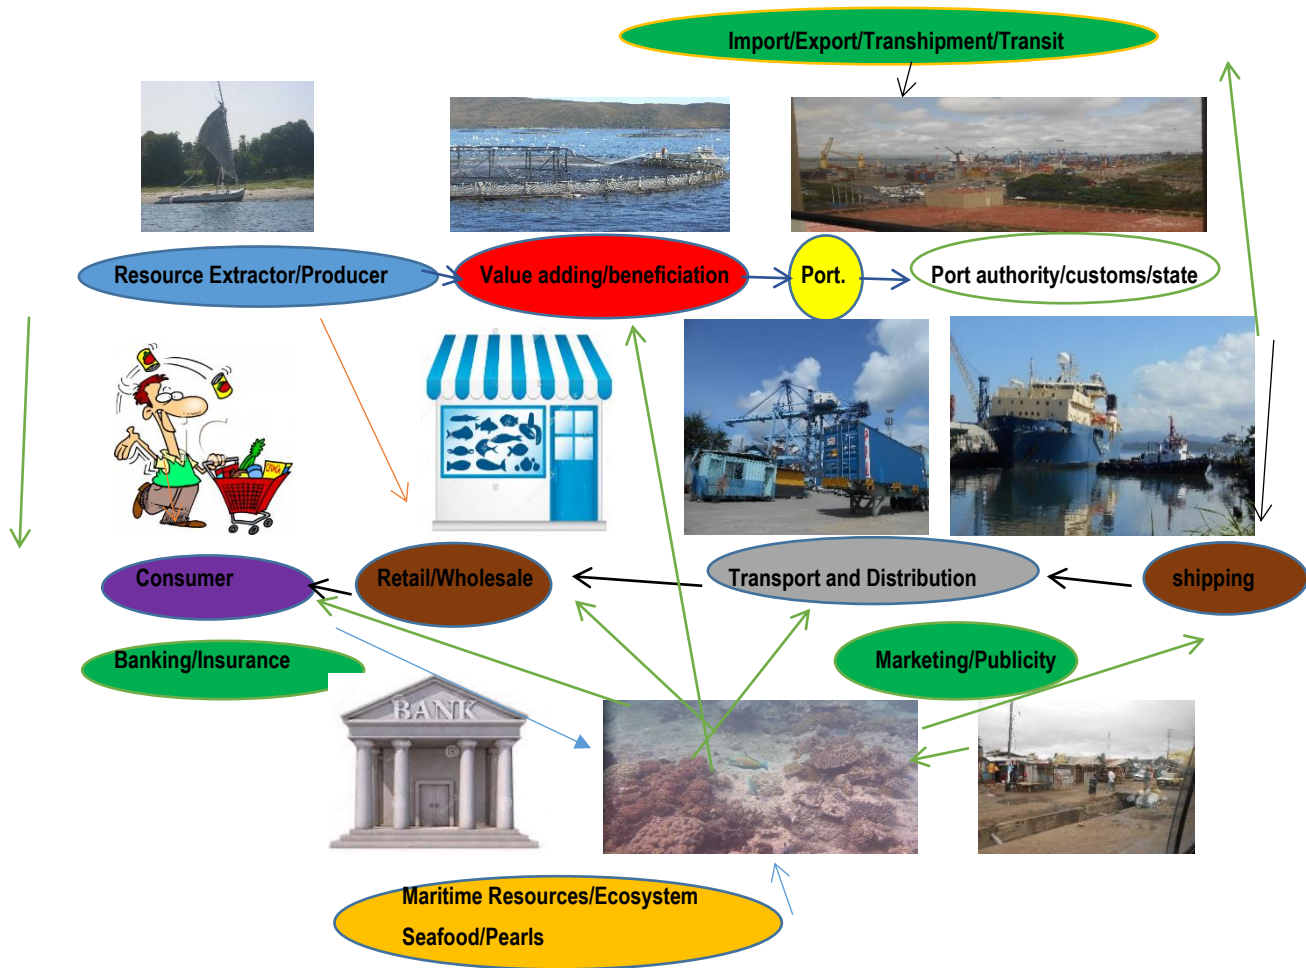 Import/Export/Transhipment/Transit
Resource Extractor/Producer
Value adding/beneficiation
Port.
Port authority/customs/state
Consumer
Retail/Wholesale
Transport and Distribution
shipping
Banking/Insurance
Marketing/Publicity
BANK
Maritime Resources/Ecosystem
Seafood/Pearls